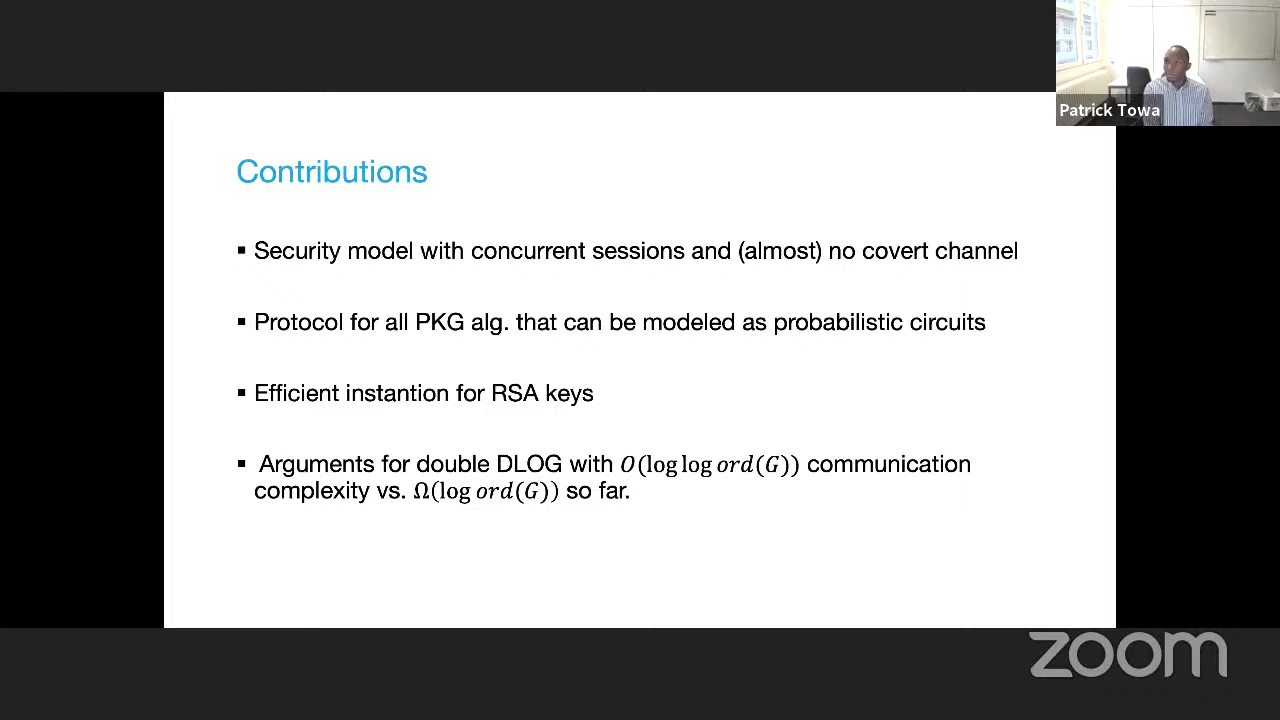 Patrick Towa
Contributions
▪ Security model with concurrent sessions and (almost) no covert channel
▪ Protocol for all PKG alg. that can be modeled as probabilistic circuits
▪ Efficient instantion for RSA keys
▪ Arguments for double DLOG with O(log log ord(G)) communication
complexity vs. Ω(log ord(G)) so far.
zoom